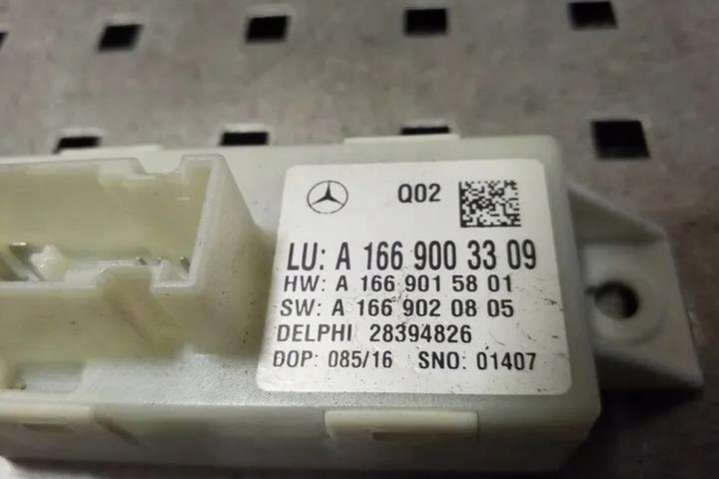 Q02
LU: A 166 900 33 09
HW: A 166 901 58 01
SW: A 166 902 08 05
DELPHI 28394826
DOP: 085/16 SNO: 01407